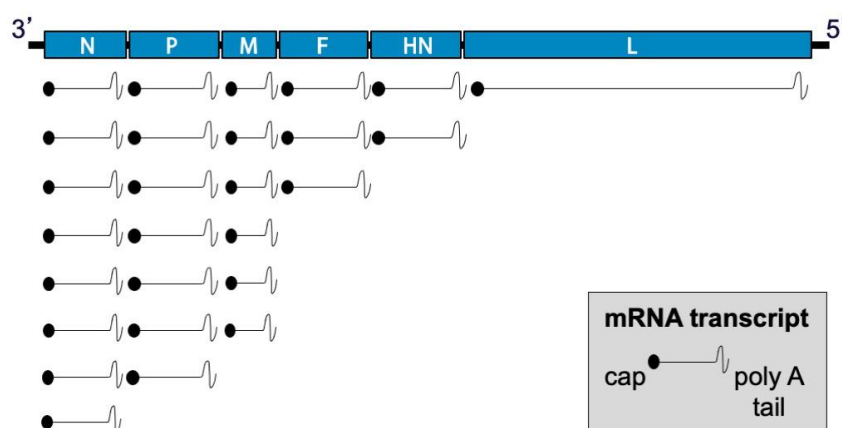 3’ 5’
N P M F HN L
mRNA transcript
cap poly A
tail